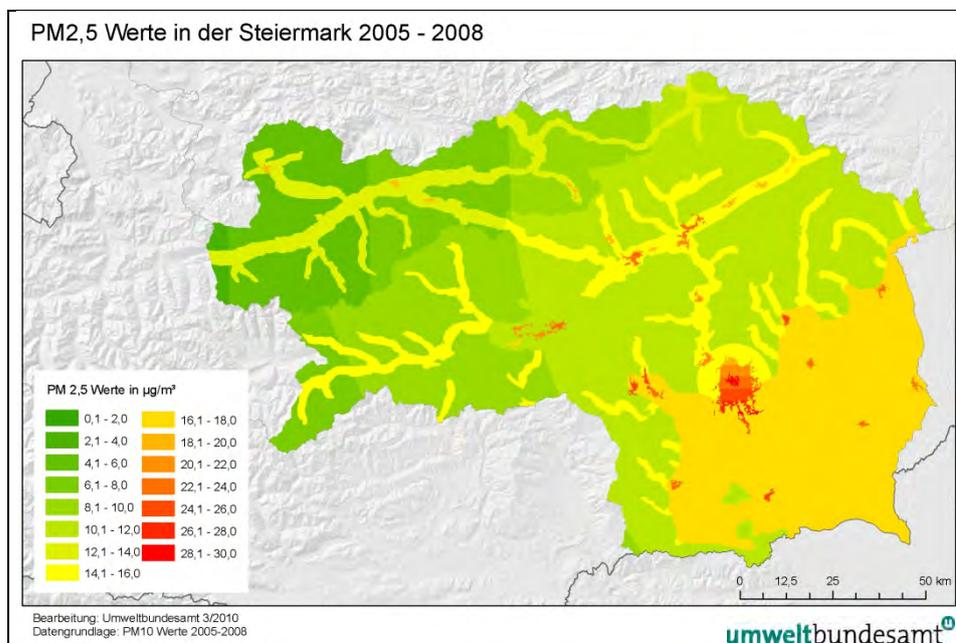 PM2,5 Werte in der Steiermark 2005 - 2008
PM 2,5 Werte in µg/m³
0,1 - 2,0
2,1 - 4,0
4,1 - 6,0
6,1 - 8,0
8,1 - 10,0
10,1 - 12,0
12,1 - 14,0
14,1 - 16,0
16,1 - 18,0
18,1 - 20,0
20,1 - 22,0
22,1 - 24,0
24,1 - 26,0
26,1 - 28,0
28,1 - 30,0
0 12,5 25 50 km
Bearbeitung: Umweltbundesamt 3/2010
Datengrundlage: PM10 Werte 2005-2008
umweltbundesamt